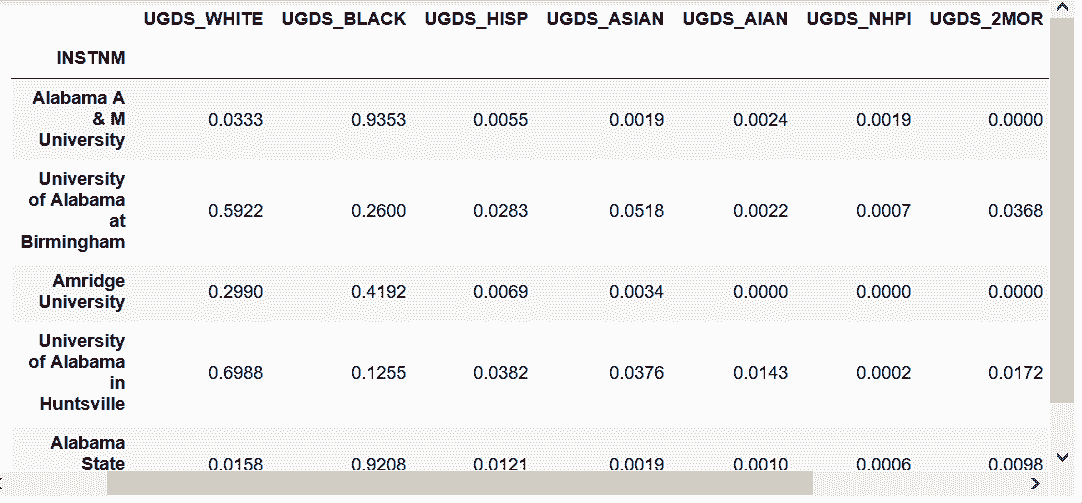 UGDS_WHITE UGDS_BLACK UGDS_HISP UGDS_ASIAN UGDS_AIAN UGDS_NHPI UGDS_2MOR
INSTNM
Alabama A
& M
University
0.0333 0.9353 0.0055 0.0019 0.0024 0.0019 0.0000
University
of Alabama
at
Birmingham
0.5922 0.2600 0.0283 0.0518 0.0022 0.0007 0.0368
Amridge
University
0.2990 0.4192 0.0069 0.0034 0.0000 0.0000 0.0000
University
of Alabama
in
Huntsville
0.6988 0.1255 0.0382 0.0376 0.0143 0.0002 0.0172
Alabama
State
0.0158 0.9208 0.0121 0.0019 0.0010 0.0006 0.0098